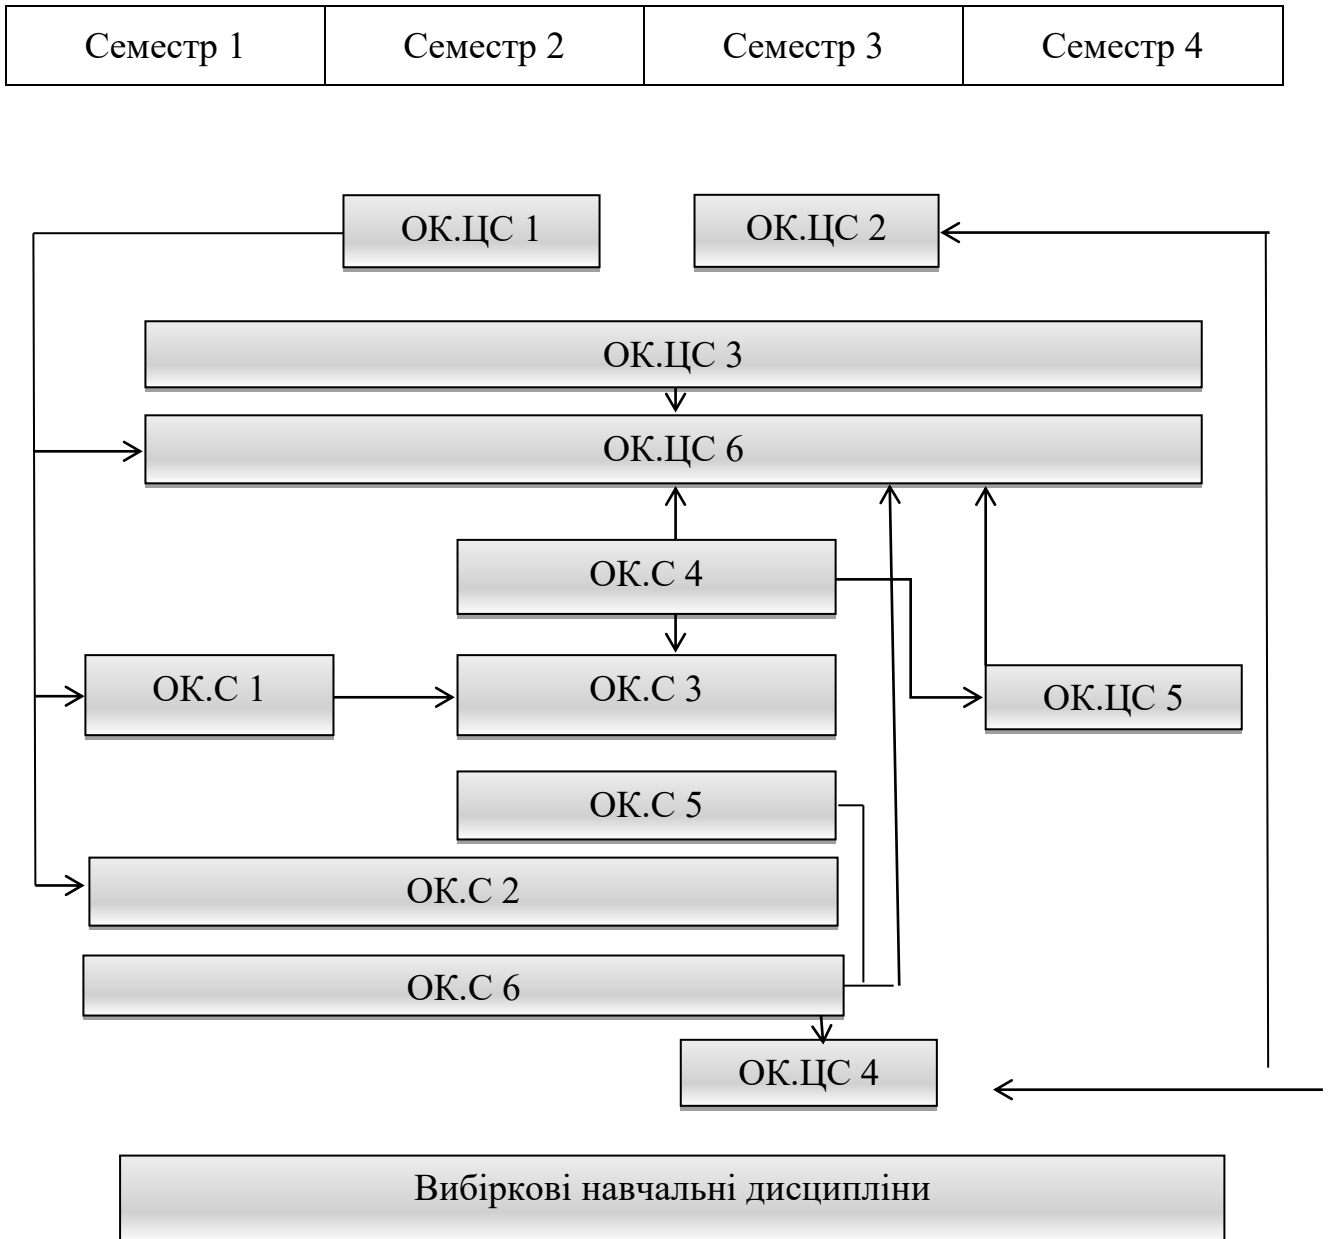 Семестр 1 Семестр 2 Семестр 3 Семестр 4
ОК.ЦС 1 ОК.ЦС 2
ОК.ЦС 3
ОК.ЦС 6
ОК.С 4
ОК.С 1 ОК.С 3 ОК.ЦС 5
ОК.С 5
ОК.С 2
ОК.С 6
ОК.ЦС 4
Вибіркові навчальні дисципліни